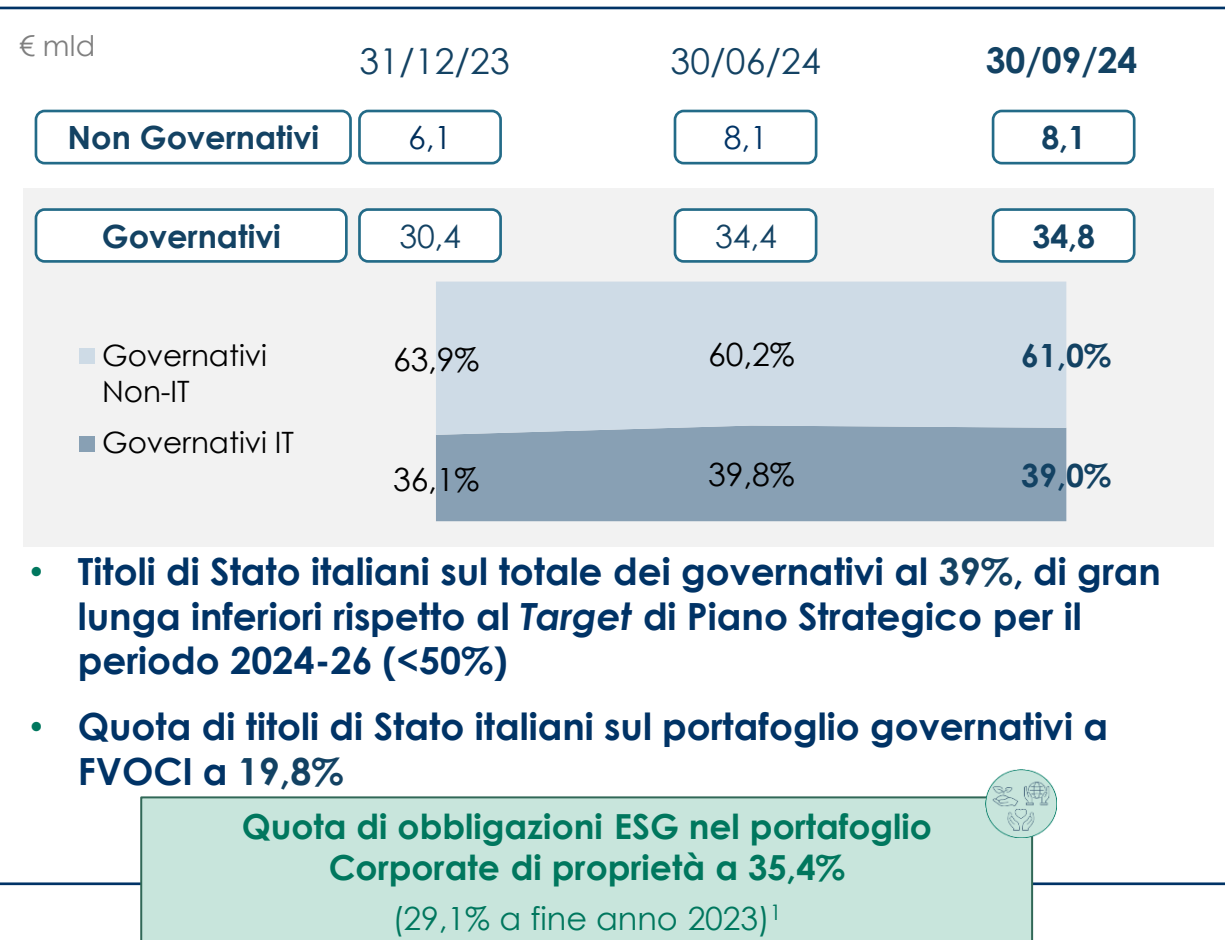 € mld
31/12/23 30/06/24 30/09/24
Non Governativi 6,1 8,1 8,1
Governativi 30,4 34,4 34,8
Governativi
Non-IT
63,9% 60,2% 61,0%
Governativi IT
36,1% 39,8% 39,0%
• Titoli di Stato italiani sul totale dei governativi al 39%, di gran
lunga inferiori rispetto al Target di Piano Strategico per il
periodo 2024-26 (<50%)
• Quota di titoli di Stato italiani sul portafoglio governativi a
FVOCI a 19,8%
Quota di obbligazioni ESG nel portafoglio
Corporate di proprietà a 35,4%
(29,1% a fine anno 2023)¹